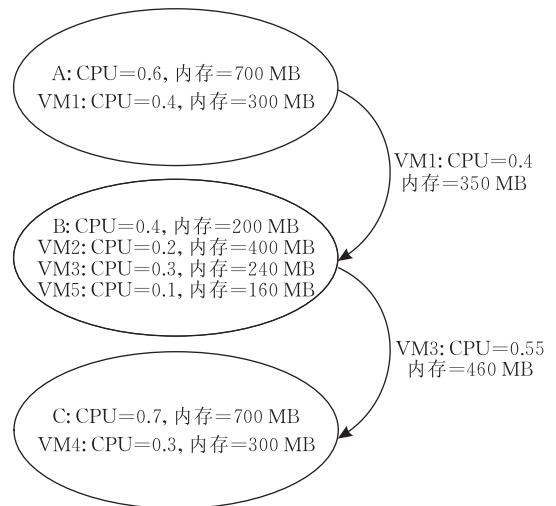 A: CPU=0.6, 内存=700 MB
VM1: CPU=0.4, 内存=300 MB
VM1: CPU=0.4
内存=350 MB
B: CPU=0.4, 内存=200 MB
VM2: CPU=0.2, 内存=400 MB
VM3: CPU=0.3, 内存=240 MB
VM5: CPU=0.1, 内存=160 MB
VM3: CPU=0.55
内存=460 MB
C: CPU=0.7, 内存=700 MB
VM4: CPU=0.3, 内存=300 MB